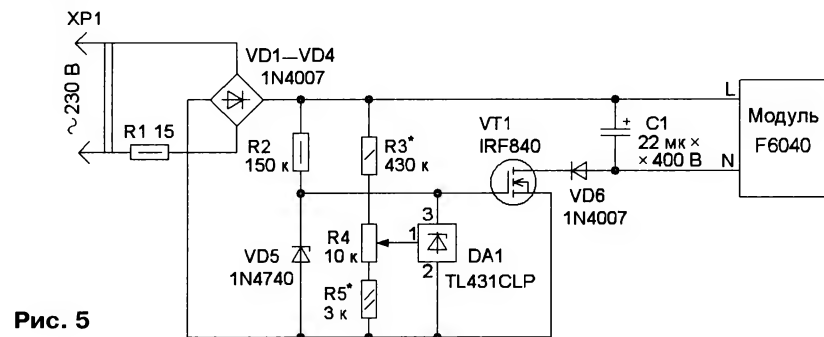 XP1
~230 В
VD1—VD4
1N4007
R1 15
R2
150 к
R3*
430 к
VT1
IRF840
+
C1
22 мк ×
× 400 В
L
N
Модуль
F6040
VD6
1N4007
VD5
1N4740
R4
10 к
1
3
2
DA1
TL431CLP
R5*
3 к
Рис. 5